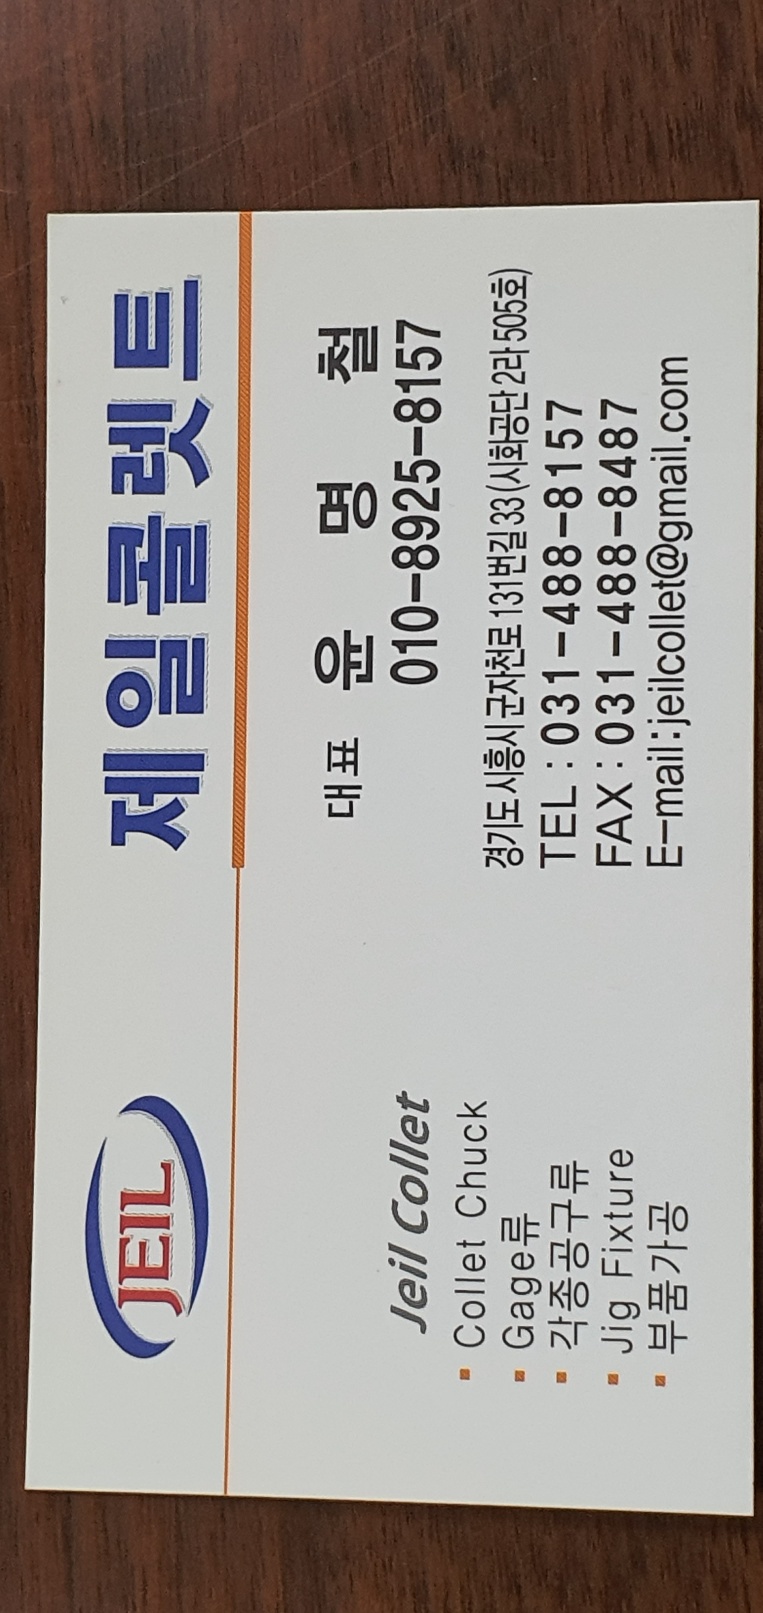 JEIL
제일콜렛트
대표 윤명철
010-8925-8157
경기도 시흥시 군자천로 131번길 33 (시화공단 2라 505호)
TEL : 031-488-8157
FAX : 031-488-8487
E-mail:jeilcollet@gmail.com
Jeil Collet
▪ Collet Chuck
▪ Gage류
▪ 각종공구류
▪ Jig Fixture
▪ 부품가공